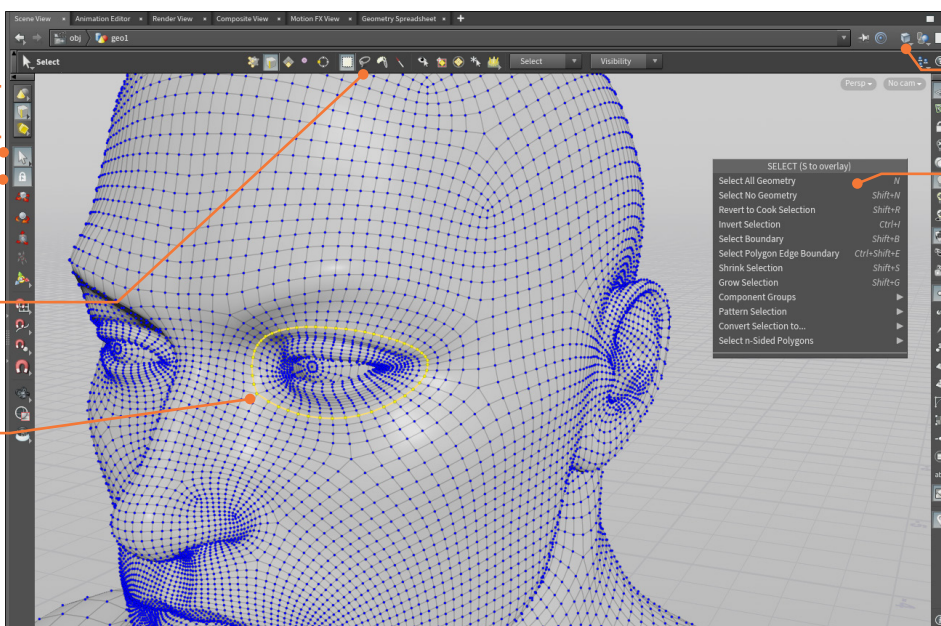 Scene View × Animation Editor × Render View × Composite View × Motion FX View × Geometry Spreadsheet × +
obj geo1
Select Select Visibility
Persp No cam
SELECT (S to overlay)
Select All Geometry N
Select No Geometry Shift+N
Revert to Cook Selection Shift+R
Invert Selection Ctrl+I
Select Boundary Shift+B
Select Polygon Edge Boundary Ctrl+Shift+E
Shrink Selection Shift+S
Grow Selection Shift+G
Component Groups
Pattern Selection
Convert Selection to...
Select n-Sided Polygons